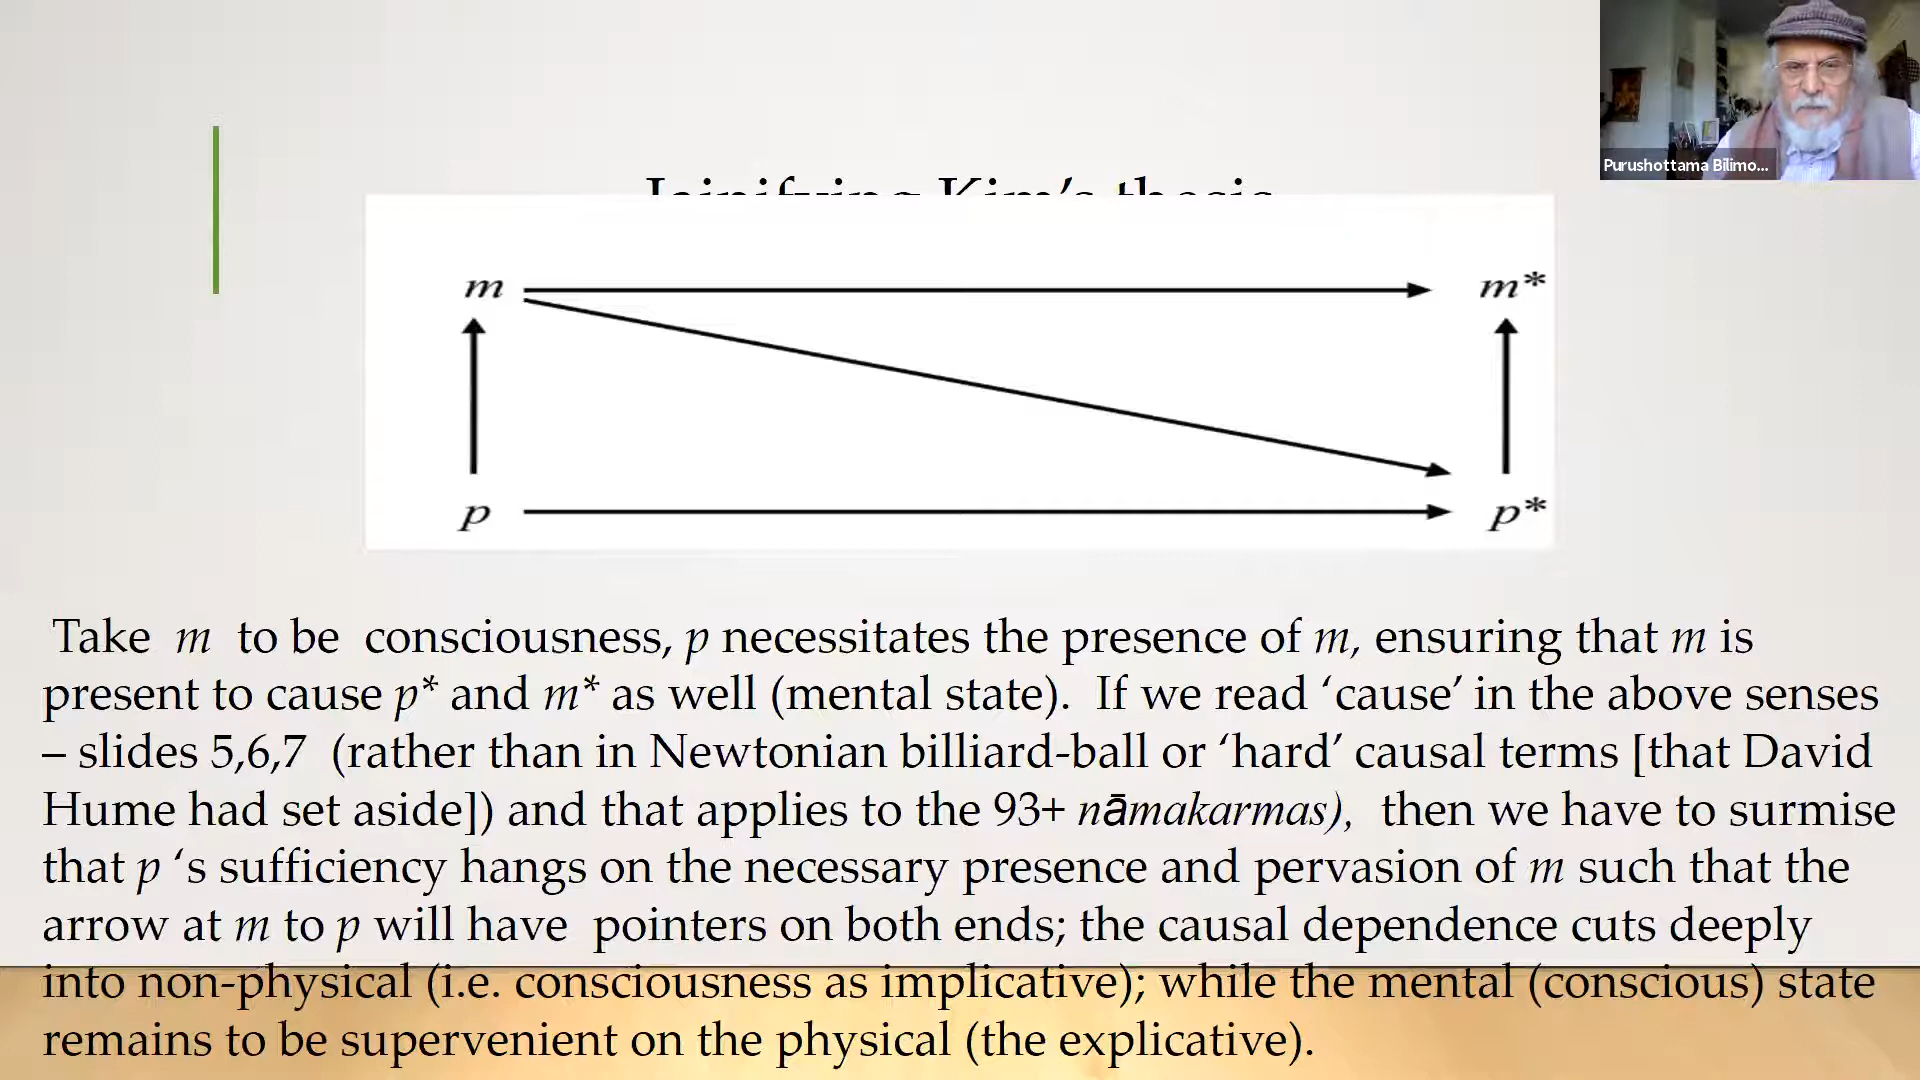 Jainifying Kim's thesis
Purushottama Bilimo...
m
m*
p
p*
Take m to be consciousness, p necessitates the presence of m, ensuring that m is
present to cause p* and m* as well (mental state). If we read ‘cause’ in the above senses
– slides 5,6,7 (rather than in Newtonian billiard-ball or ‘hard’ causal terms [that David
Hume had set aside]) and that applies to the 93+ nāmakarmas), then we have to surmise
that p ‘s sufficiency hangs on the necessary presence and pervasion of m such that the
arrow at m to p will have pointers on both ends; the causal dependence cuts deeply
into non-physical (i.e. consciousness as implicative); while the mental (conscious) state
remains to be supervenient on the physical (the explicative).